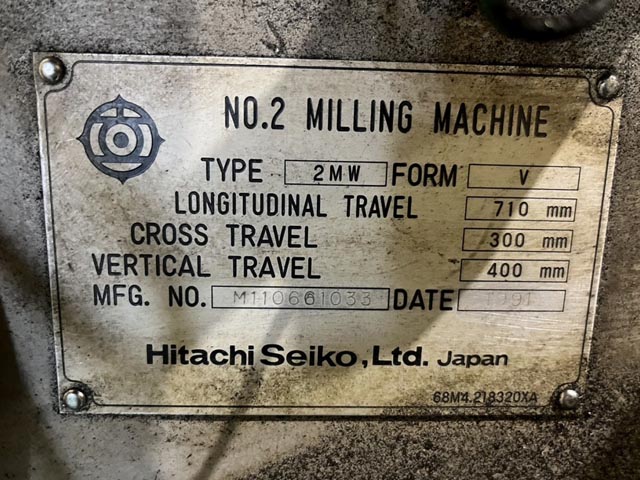 NO.2 MILLING MACHINE
TYPE 2MW FORM V
LONGITUDINAL TRAVEL 710 mm
CROSS TRAVEL 300 mm
VERTICAL TRAVEL 400 mm
MFG. NO. M110661033 DATE 1991
Hitachi Seiko, Ltd. Japan
68M4.218320XA